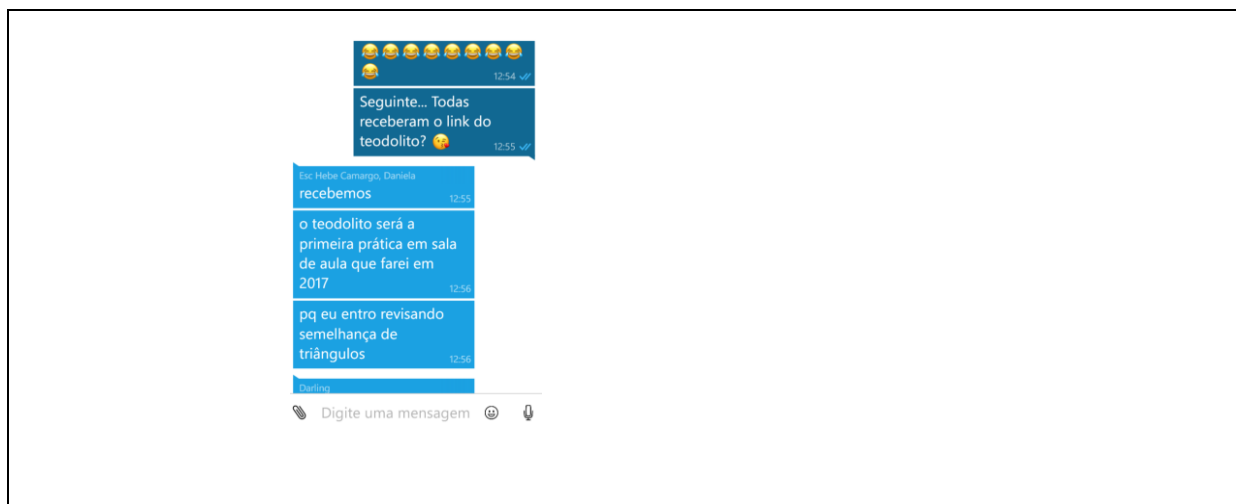 😂😂😂😂😂😂😂😂
😂 12:54
Seguinte... Todas
receberam o link do
teodolito? 😘 12:55
Esc Hebe Camargo, Daniela
recebemos 12:55
o teodolito será a
primeira prática em sala
de aula que farei em
2017 12:56
pq eu entro revisando
semelhança de
triângulos 12:56
Darling
Digite uma mensagem